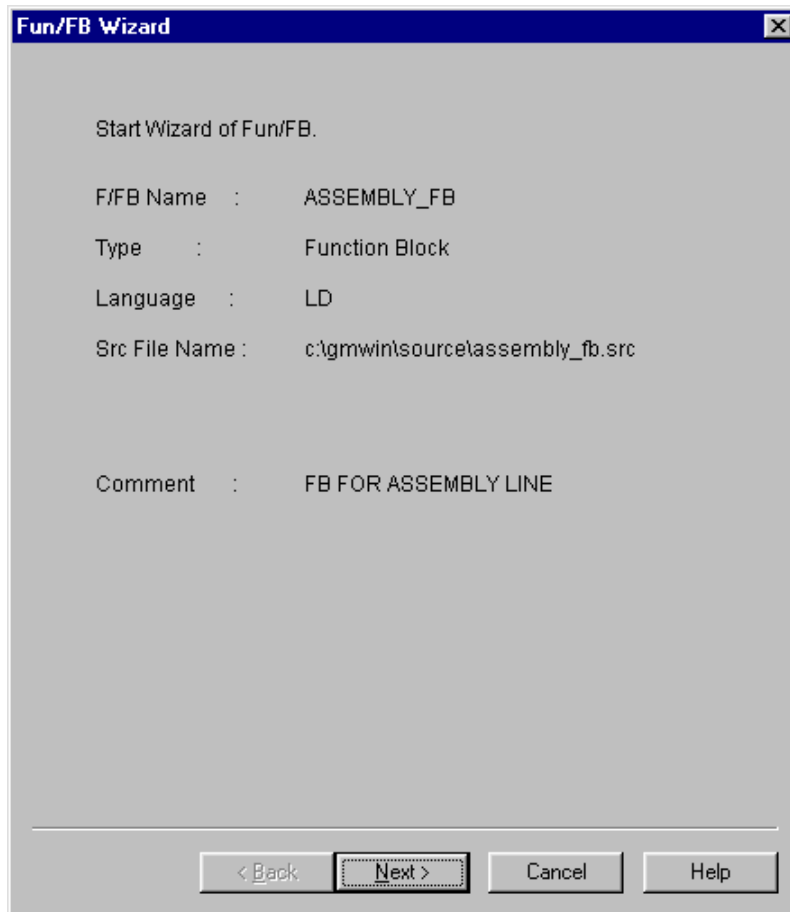 Fun/FB Wizard
Start Wizard of Fun/FB.
F/FB Name : ASSEMBLY_FB
Type : Function Block
Language : LD
Src File Name : c:\gmwin\source\assembly_fb.src
Comment : FB FOR ASSEMBLY LINE
< Back Next > Cancel Help